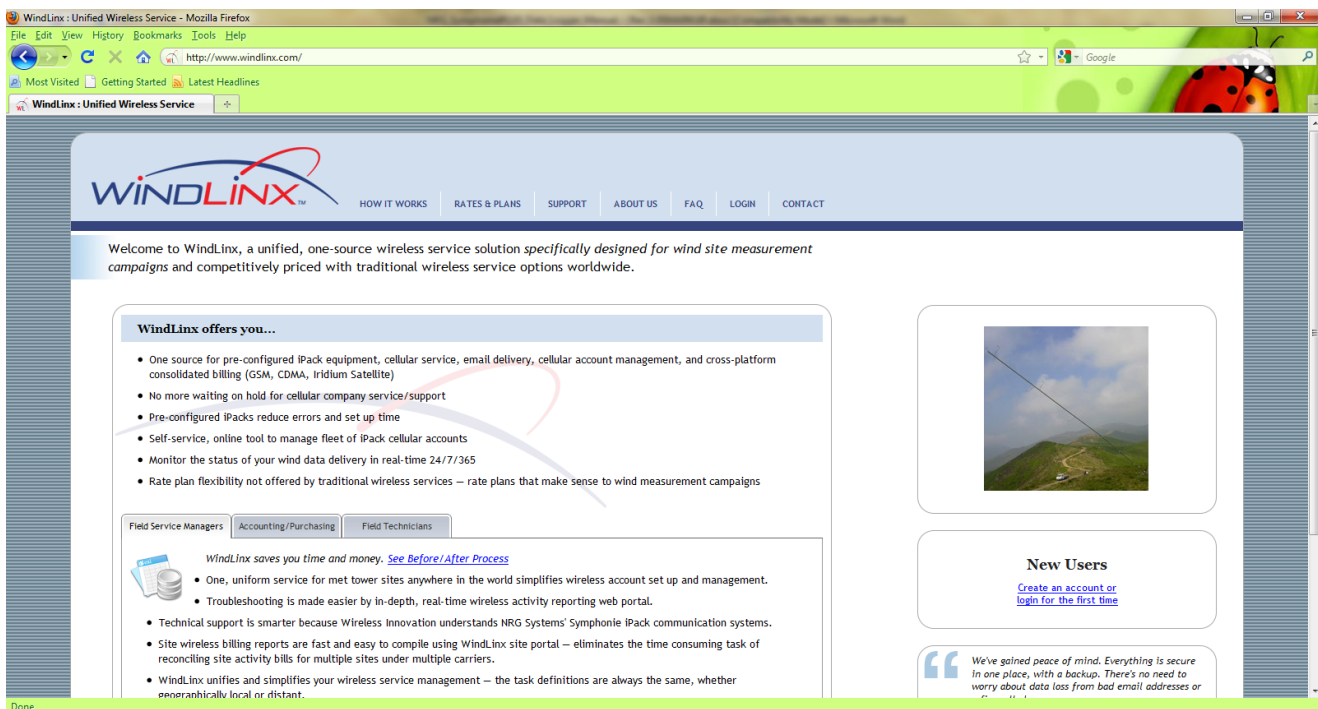 WindLinx : Unified Wireless Service - Mozilla Firefox
File Edit View History Bookmarks Tools Help
http://www.windlinx.com/
Google
Most Visited Getting Started Latest Headlines
WindLinx : Unified Wireless Service
WiNDLiNX™
HOW IT WORKS RATES & PLANS SUPPORT ABOUT US FAQ LOGIN CONTACT
Welcome to WindLinx, a unified, one-source wireless service solution specifically designed for wind site measurement
campaigns and competitively priced with traditional wireless service options worldwide.
WindLinx offers you...
• One source for pre-configured iPack equipment, cellular service, email delivery, cellular account management, and cross-platform
consolidated billing (GSM, CDMA, Iridium Satellite)
• No more waiting on hold for cellular company service/support
• Pre-configured iPacks reduce errors and set up time
• Self-service, online tool to manage fleet of iPack cellular accounts
• Monitor the status of your wind data delivery in real-time 24/7/365
• Rate plan flexibility not offered by traditional wireless services — rate plans that make sense to wind measurement campaigns
Field Service Managers Accounting/Purchasing Field Technicians
WindLinx saves you time and money. See Before/After Process
• One, uniform service for met tower sites anywhere in the world simplifies wireless account set up and management.
• Troubleshooting is made easier by in-depth, real-time wireless activity reporting web portal.
• Technical support is smarter because Wireless Innovation understands NRG Systems' Symphonie iPack communication systems.
• Site wireless billing reports are fast and easy to compile using WindLinx site portal — eliminates the time consuming task of
reconciling site activity bills for multiple sites under multiple carriers.
• WindLinx unifies and simplifies your wireless service management — the task definitions are always the same, whether
geographically local or distant.
New Users
Create an account or
login for the first time
We've gained peace of mind. Everything is secure
in one place, with a backup. There's no need to
worry about data loss from bad email addresses or
Done